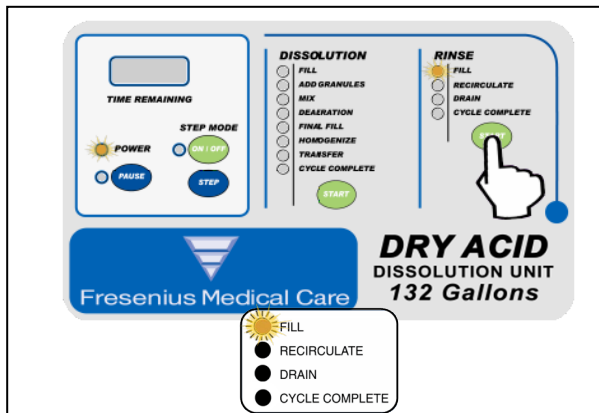 TIME REMAINING
STEP MODE
POWER
ON / OFF
PAUSE
STEP
DISSOLUTION
FILL
ADD GRANULES
MIX
DEAERATION
FINAL FILL
HOMOGENIZE
TRANSFER
CYCLE COMPLETE
START
RINSE
FILL
RECIRCULATE
DRAIN
CYCLE COMPLETE
START
Fresenius Medical Care
DRY ACID
DISSOLUTION UNIT
132 Gallons
FILL
RECIRCULATE
DRAIN
CYCLE COMPLETE